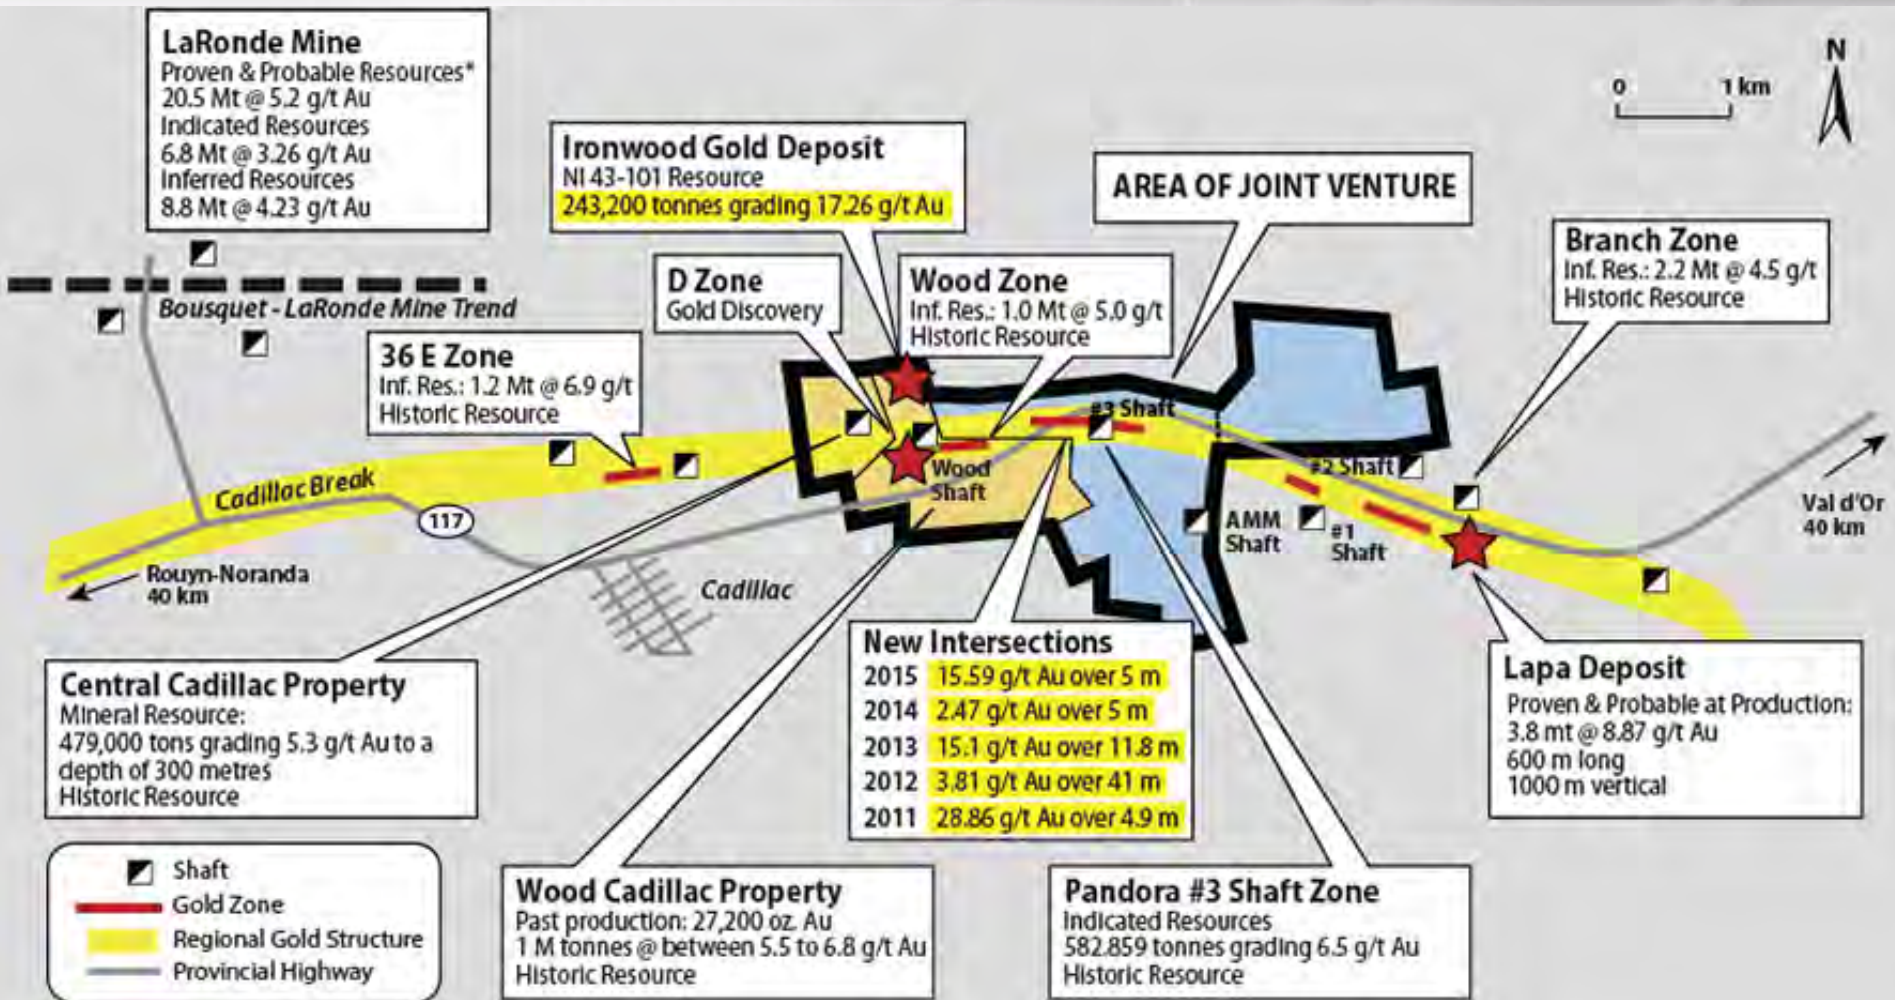 LaRonde Mine
Proven & Probable Resources*
20.5 Mt @ 5.2 g/t Au
Indicated Resources
6.8 Mt @ 3.26 g/t Au
Inferred Resources
8.8 Mt @ 4.23 g/t Au
Ironwood Gold Deposit
NI 43-101 Resource
243,200 tonnes grading 17.26 g/t Au
AREA OF JOINT VENTURE
0 1 km
N
Branch Zone
Inf. Res.: 2.2 Mt @ 4.5 g/t
Historic Resource
D Zone
Gold Discovery
Wood Zone
Inf. Res.: 1.0 Mt @ 5.0 g/t
Historic Resource
Bousquet - LaRonde Mine Trend
36 E Zone
Inf. Res.: 1.2 Mt @ 6.9 g/t
Historic Resource
#3 Shaft
#2 Shaft
Wood
Shaft
Cadillac Break
117
AMM
Shaft
#1
Shaft
Val d'Or
40 km
Rouyn-Noranda
40 km
Cadillac
New Intersections
2015 15.59 g/t Au over 5 m
2014 2.47 g/t Au over 5 m
2013 15.1 g/t Au over 11.8 m
2012 3.81 g/t Au over 41 m
2011 28.86 g/t Au over 4.9 m
Lapa Deposit
Proven & Probable at Production:
3.8 mt @ 8.87 g/t Au
600 m long
1000 m vertical
Central Cadillac Property
Mineral Resource:
479,000 tons grading 5.3 g/t Au to a
depth of 300 metres
Historic Resource
Shaft
Gold Zone
Regional Gold Structure
Provincial Highway
Wood Cadillac Property
Past production: 27,200 oz. Au
1 M tonnes @ between 5.5 to 6.8 g/t Au
Historic Resource
Pandora #3 Shaft Zone
Indicated Resources
582.859 tonnes grading 6.5 g/t Au
Historic Resource